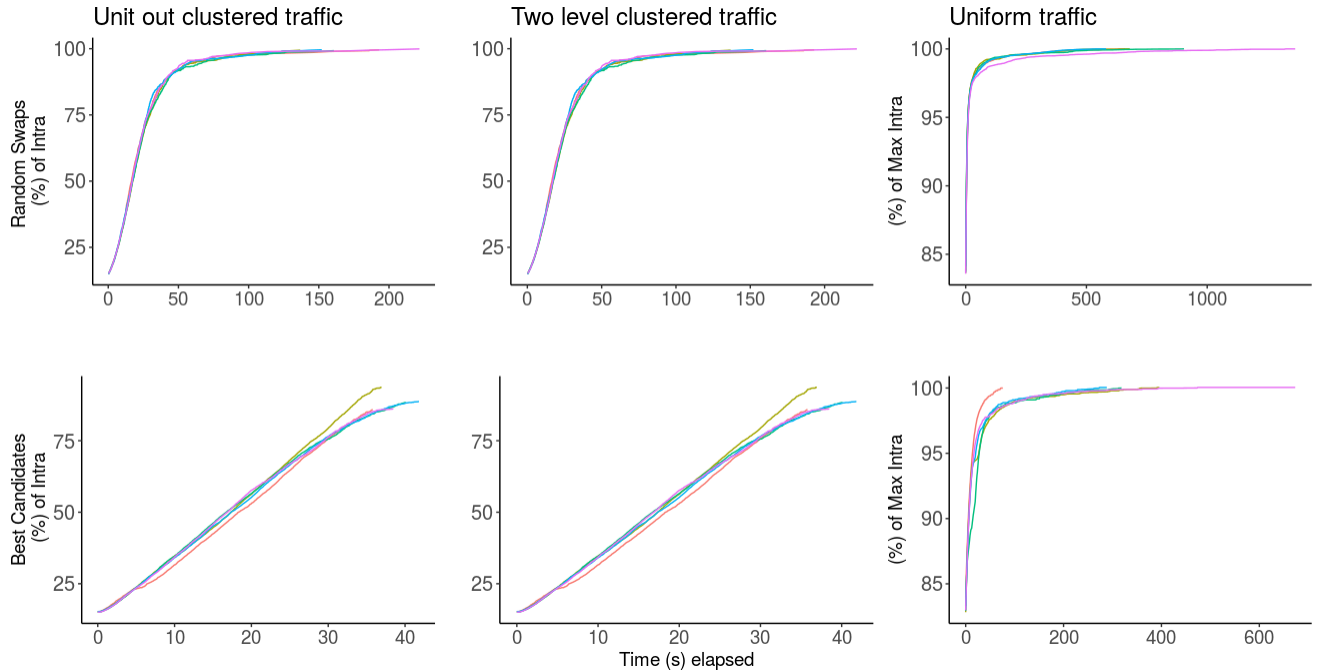 Unit out clustered traffic
Two level clustered traffic
Uniform traffic
Random Swaps
(%) of Intra
100
75
50
25
0 50 100 150 200
100
75
50
25
0 50 100 150 200
(%) of Max Intra
100
95
90
85
0 500 1000
Best Candidates
(%) of Intra
75
50
25
0 10 20 30 40
75
50
25
0 10 20 30 40
(%) of Max Intra
100
95
90
85
0 200 400 600
Time (s) elapsed